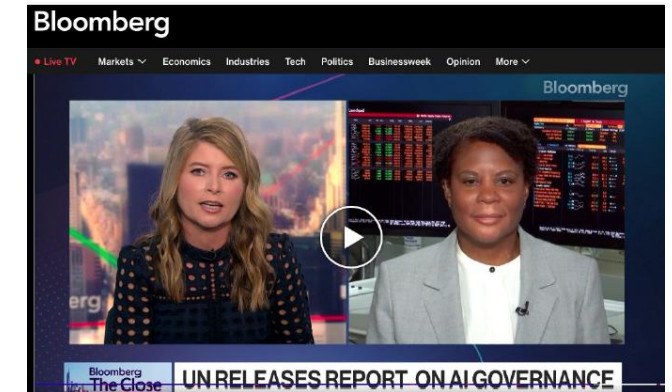 Bloomberg
Live TV Markets Economics Industries Tech Politics Businessweek Opinion More
Bloomberg
erg
Bloomberg
The Close
UN RELEASES REPORT ON AI GOVERNANCE